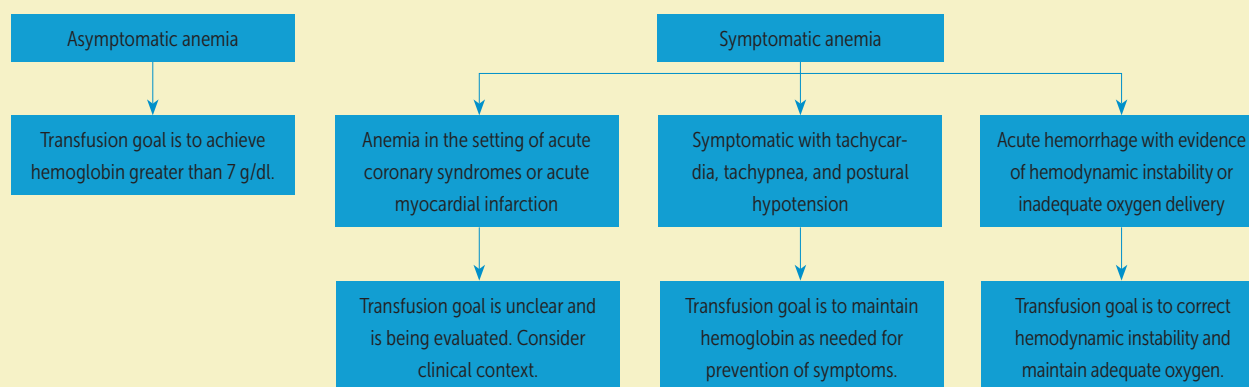 Asymptomatic anemia
Transfusion goal is to achieve
hemoglobin greater than 7 g/dl.
Symptomatic anemia
Anemia in the setting of acute
coronary syndromes or acute
myocardial infarction
Transfusion goal is unclear and
is being evaluated. Consider
clinical context.
Symptomatic with tachycar-
dia, tachypnea, and postural
hypotension
Transfusion goal is to maintain
hemoglobin as needed for
prevention of symptoms.
Acute hemorrhage with evidence
of hemodynamic instability or
inadequate oxygen delivery
Transfusion goal is to correct
hemodynamic instability and
maintain adequate oxygen.